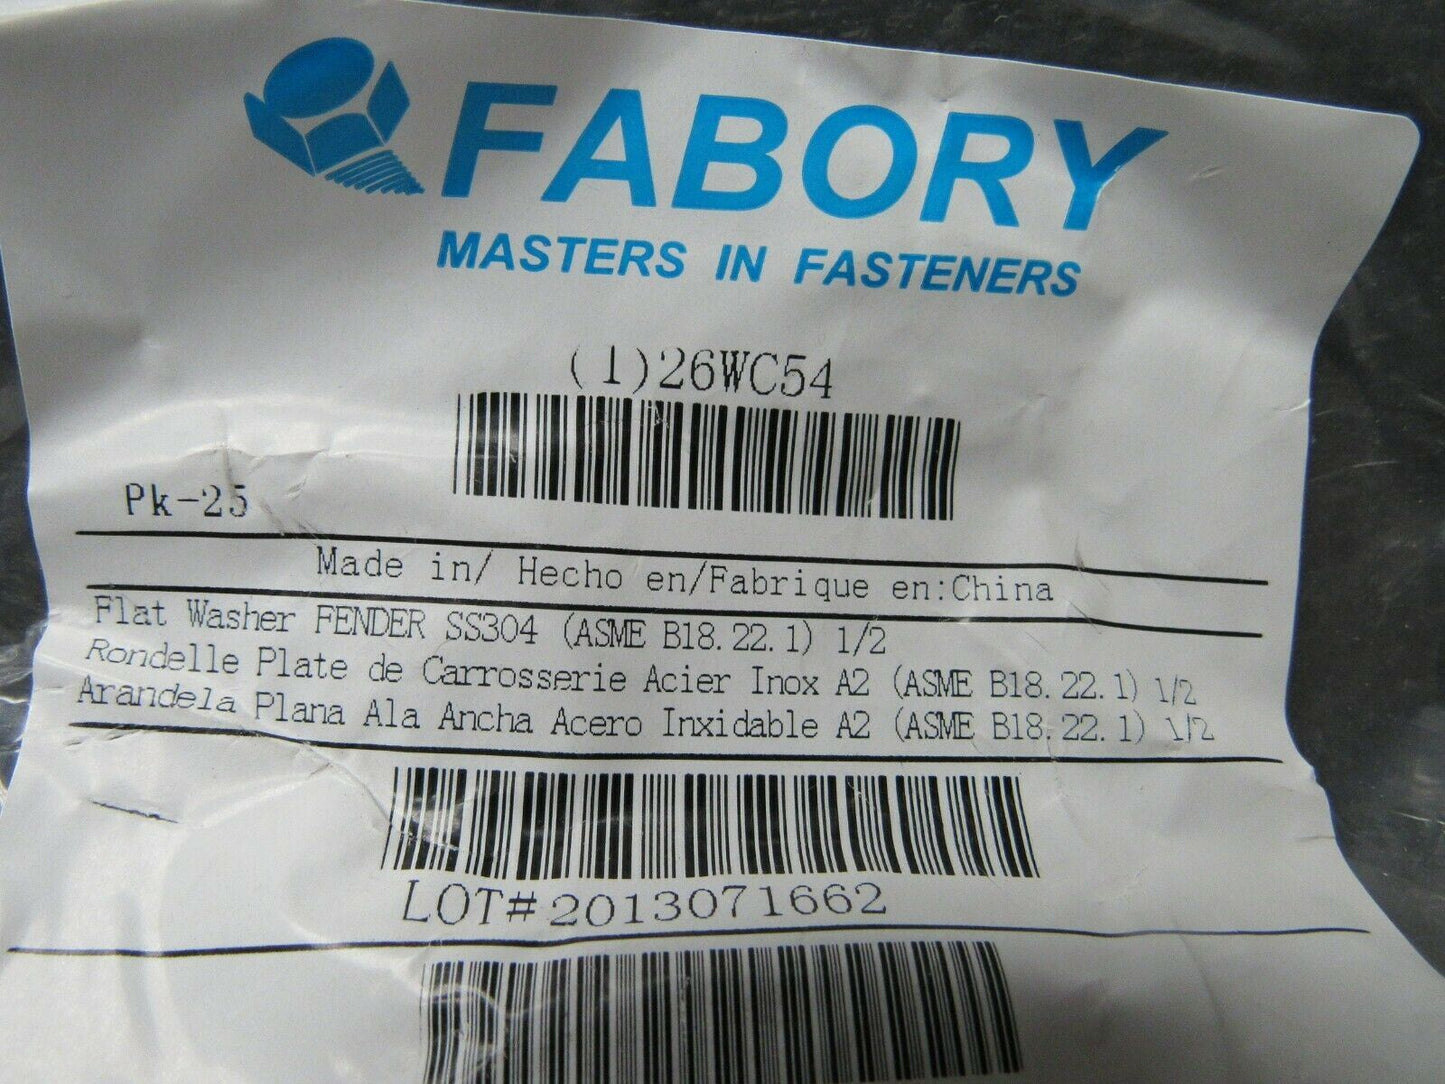 FABORY
MASTERS IN FASTENERS
(1)26WC54
Pk-25
Made in/ Hecho en/Fabrique en:China
Flat Washer FENDER SS304 (ASME B18.22.1) 1/2
Rondelle Plate de Carrosserie Acier Inox A2 (ASME B18.22.1) 1/2
Arandela Plana Ala Ancha Acero Inxidable A2 (ASME B18.22.1) 1/2
LOT#2013071662